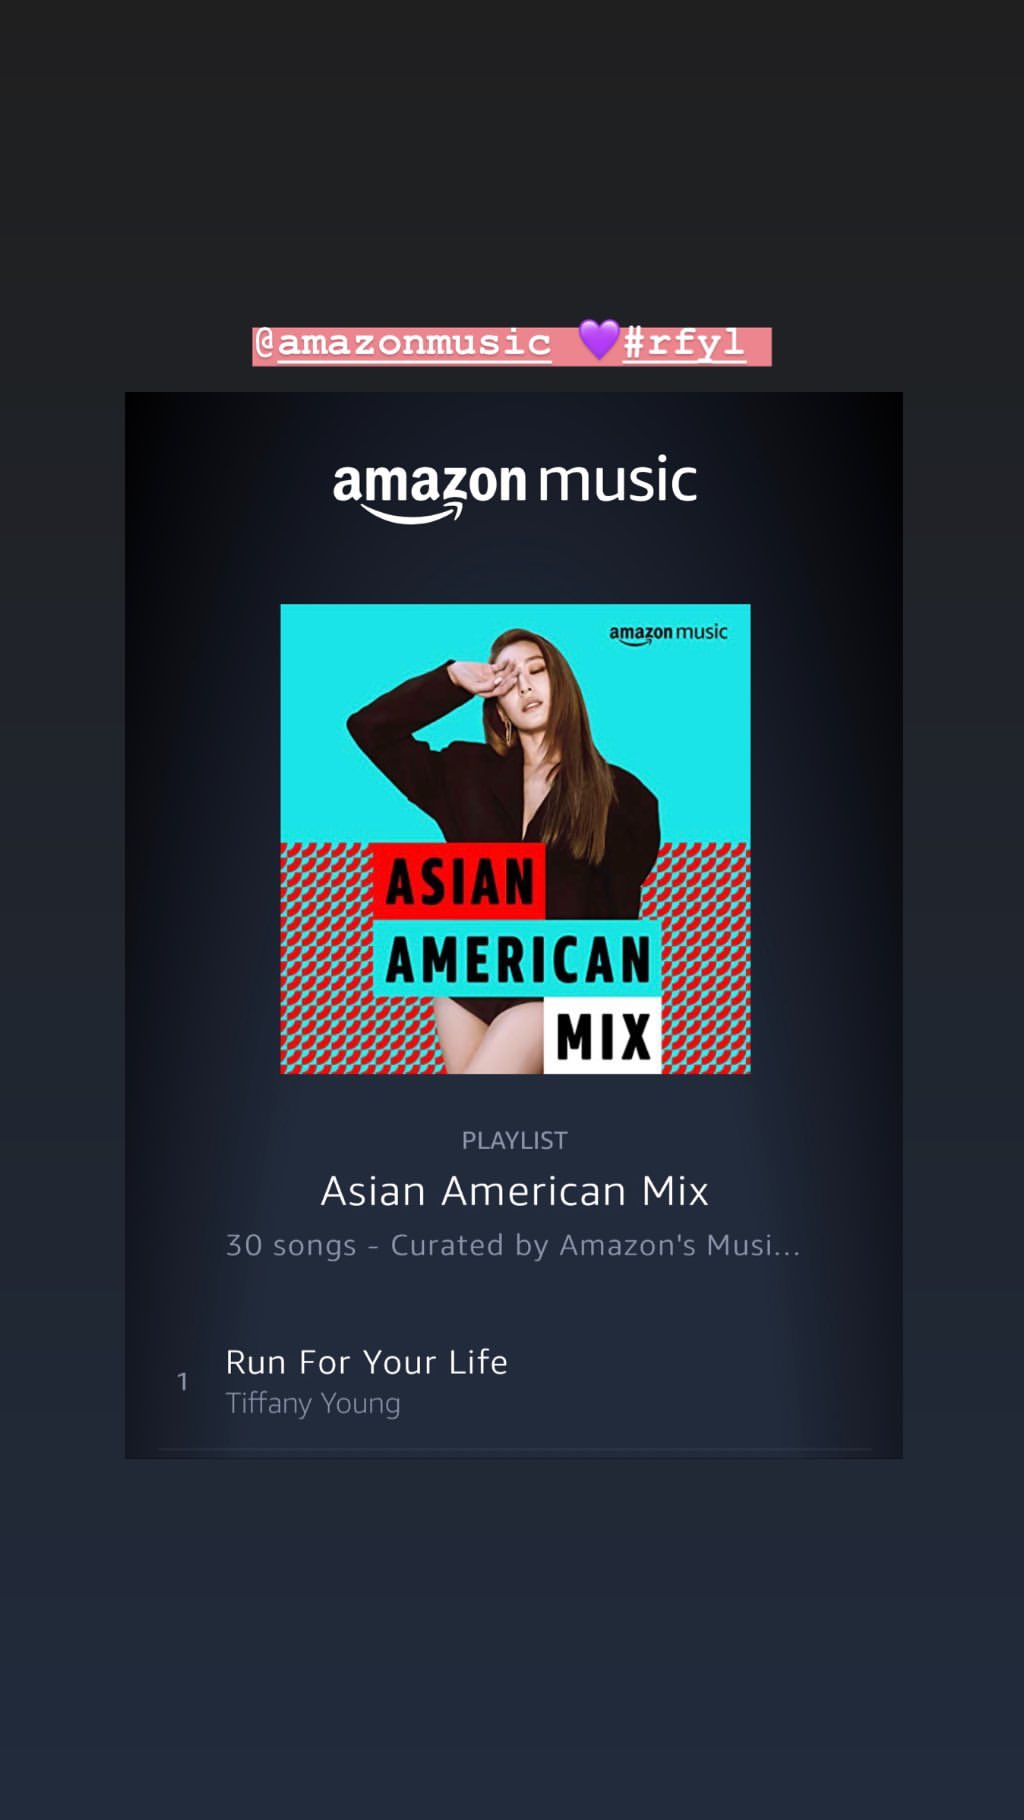 @amazonmusic 💜#rfyl
amazon music
amazon music
ASIAN
AMERICAN
MIX
PLAYLIST
Asian American Mix
30 songs - Curated by Amazon's Musi...
1
Run For Your Life
Tiffany Young